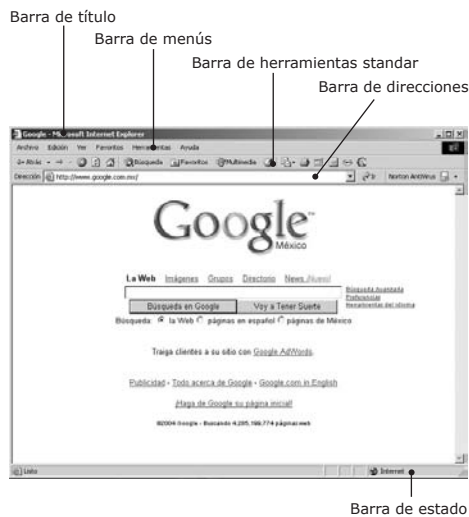 Barra de título
Barra de menús
Barra de herramientas standar
Barra de direcciones
Google - Microsoft Internet Explorer
Archivo Edición Ver Favoritos Herramientas Ayuda
Atrás Búsqueda Favoritos Multimedia
Dirección http://www.google.com.mx/ Norton AntiVirus
Google™
México
La Web Imágenes Grupos Directorio News ¡Nuevo!
Búsqueda Avanzada
Preferencias
Herramientas del idioma
Búsqueda en Google Voy a Tener Suerte
Búsqueda: la Web páginas en español páginas de México
Traiga clientes a su sitio con Google AdWords.
Publicidad - Todo acerca de Google - Google.com in English
¡Haga de Google su página inicial!
©2004 Google - Buscando 4,285,199,774 páginas web
Listo Internet
Barra de estado